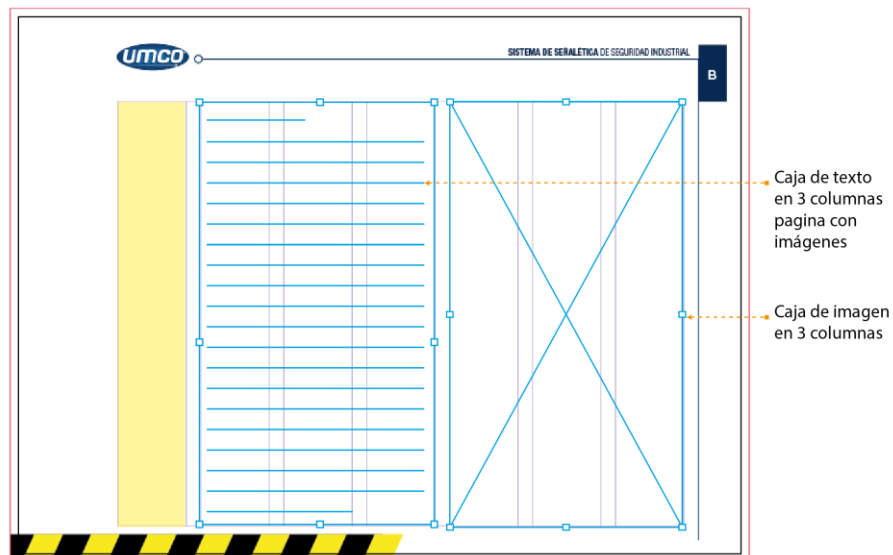 umco
SISTEMA DE SERALÉTICA DE SEGURIDAD INDUSTRIAL
B
Caja de texto
en 3 columnas
pagina con
imágenes
Caja de imagen
en 3 columnas